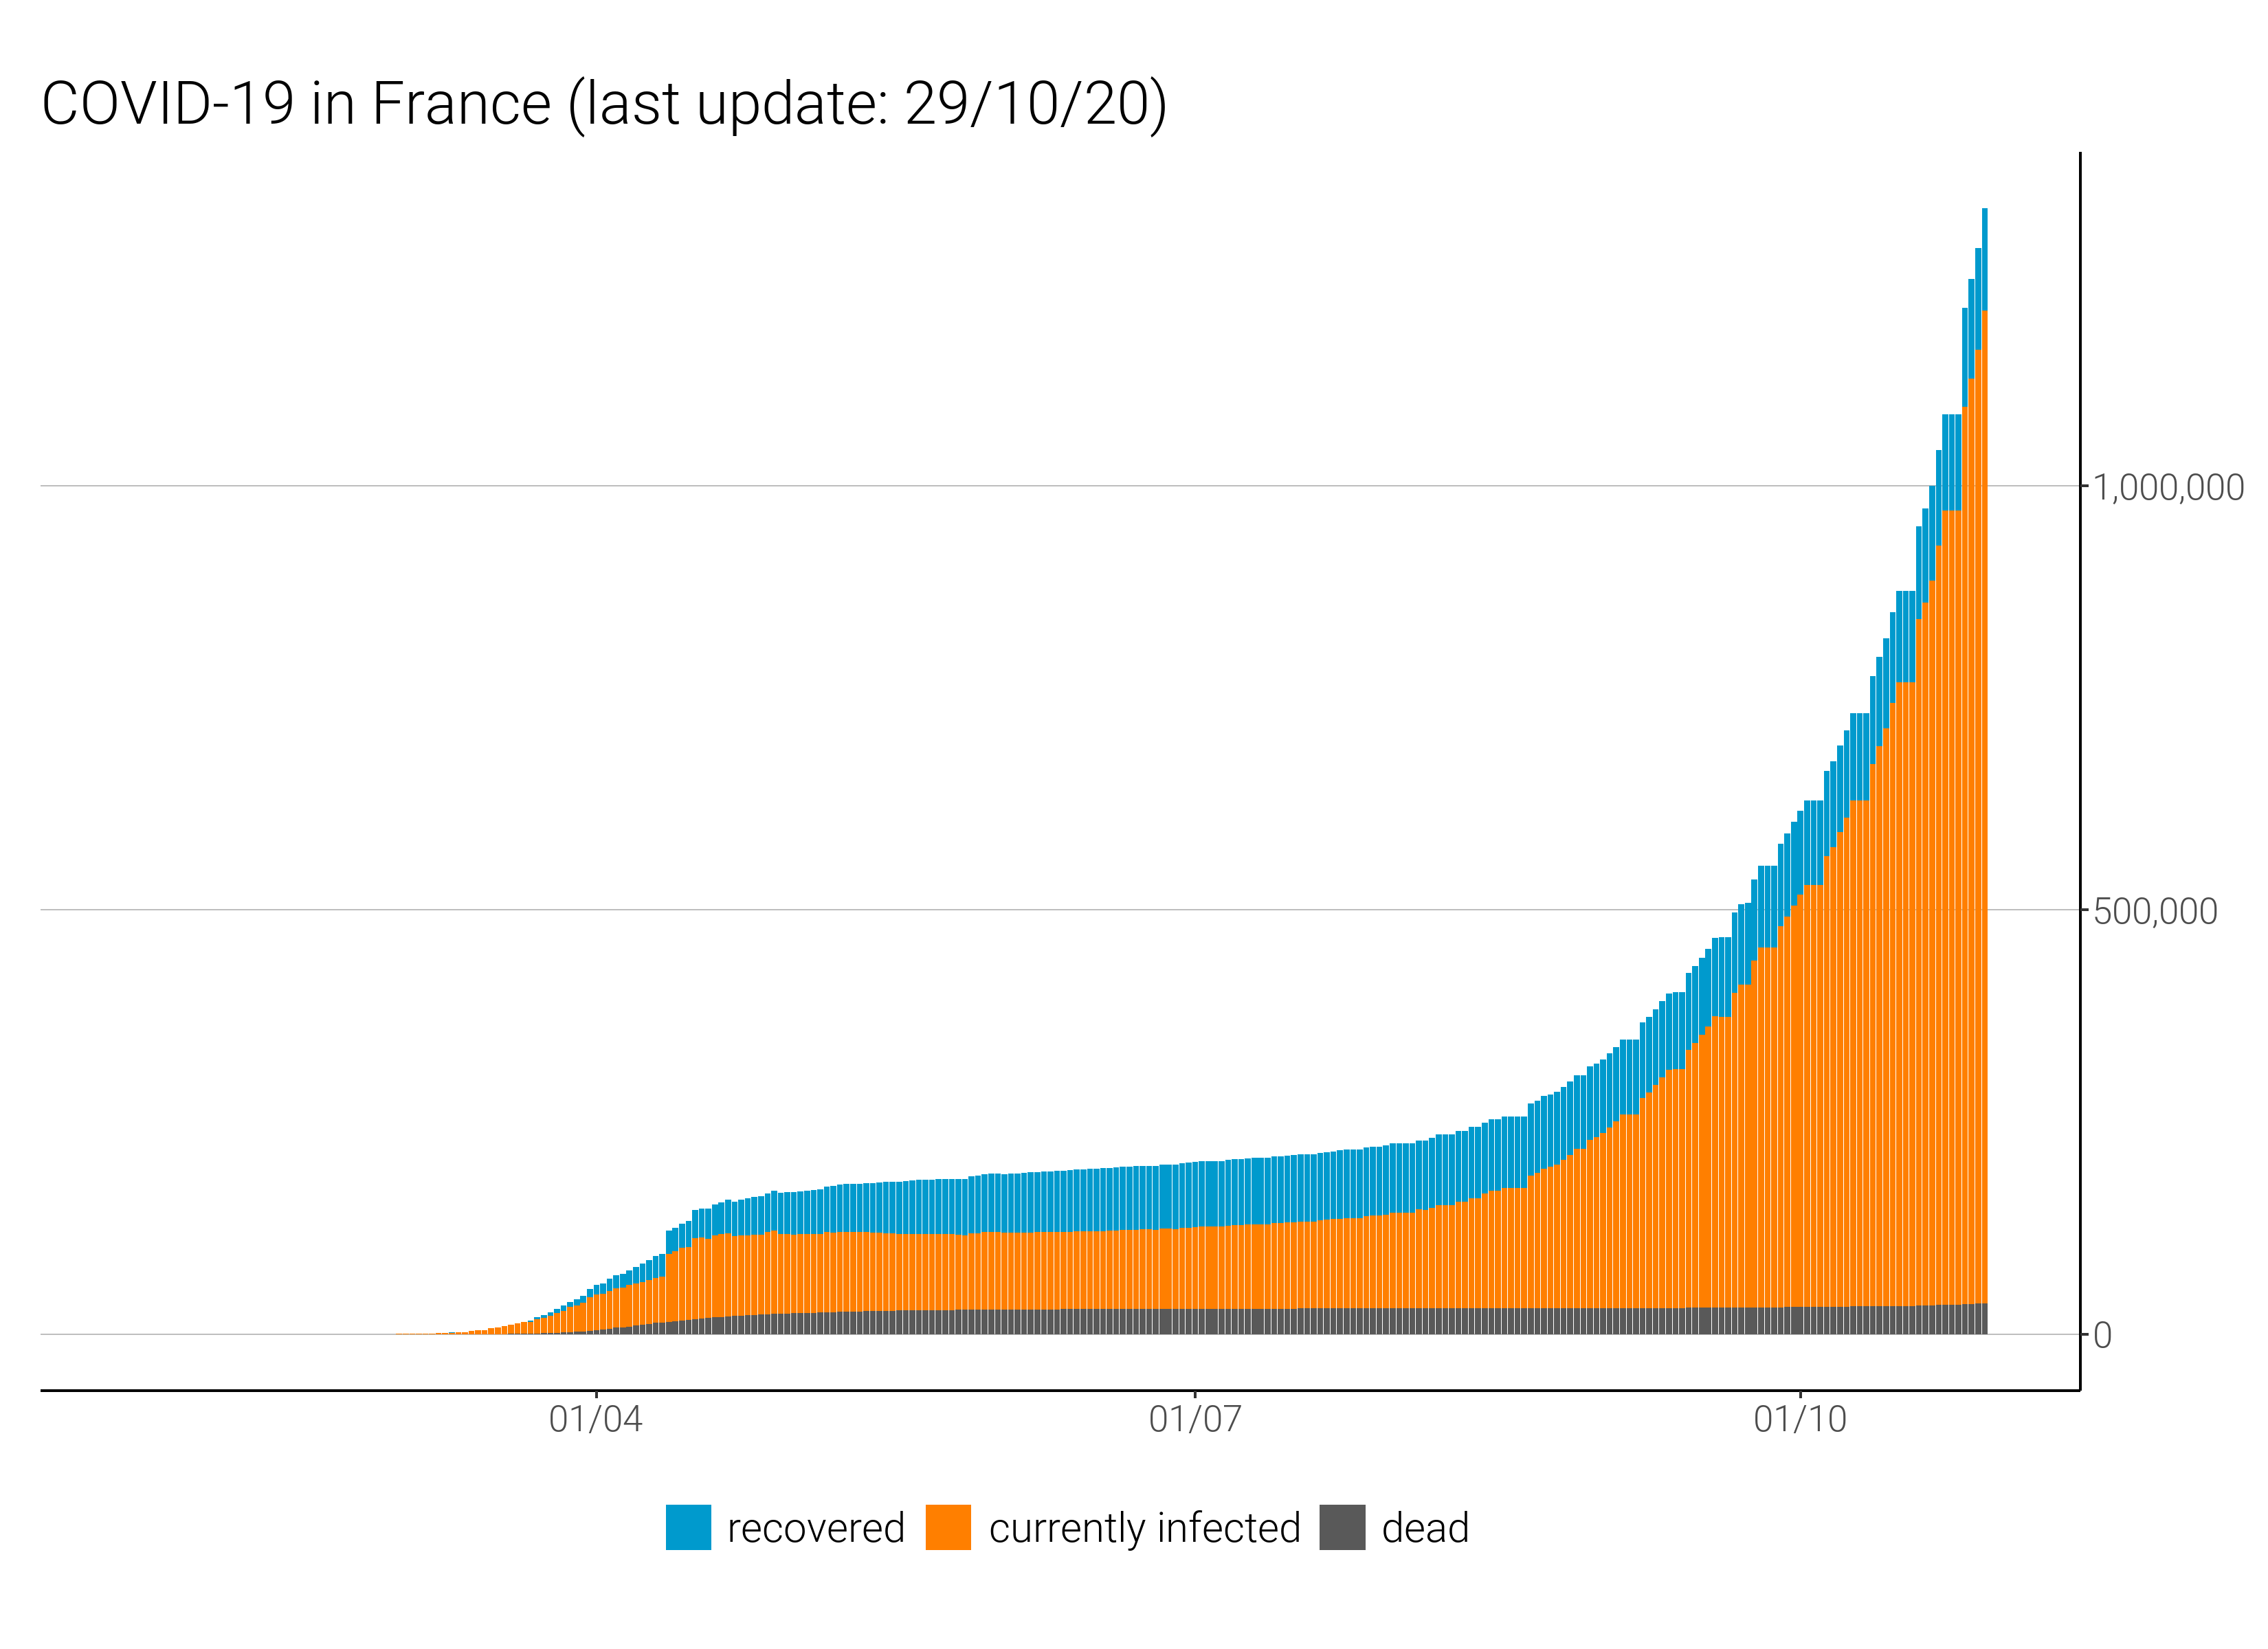 COVID-19 in France (last update: 29/10/20)
1,000,000
500,000
0
01/04 01/07 01/10
recovered currently infected dead